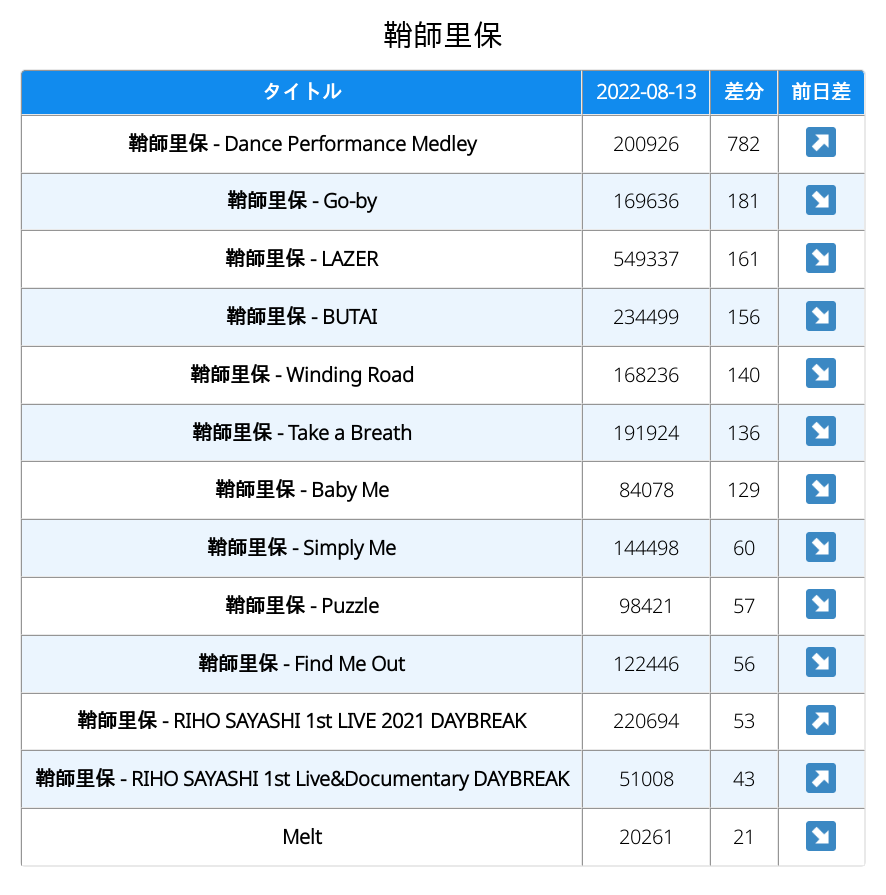 鞘師里保
タイトル 2022-08-13 差分 前日差
鞘師里保 - Dance Performance Medley 200926 782 ↗
鞘師里保 - Go-by 169636 181 ↘
鞘師里保 - LAZER 549337 161 ↘
鞘師里保 - BUTAI 234499 156 ↘
鞘師里保 - Winding Road 168236 140 ↘
鞘師里保 - Take a Breath 191924 136 ↘
鞘師里保 - Baby Me 84078 129 ↘
鞘師里保 - Simply Me 144498 60 ↘
鞘師里保 - Puzzle 98421 57 ↘
鞘師里保 - Find Me Out 122446 56 ↘
鞘師里保 - RIHO SAYASHI 1st LIVE 2021 DAYBREAK 220694 53 ↗
鞘師里保 - RIHO SAYASHI 1st Live&Documentary DAYBREAK 51008 43 ↗
Melt 20261 21 ↘